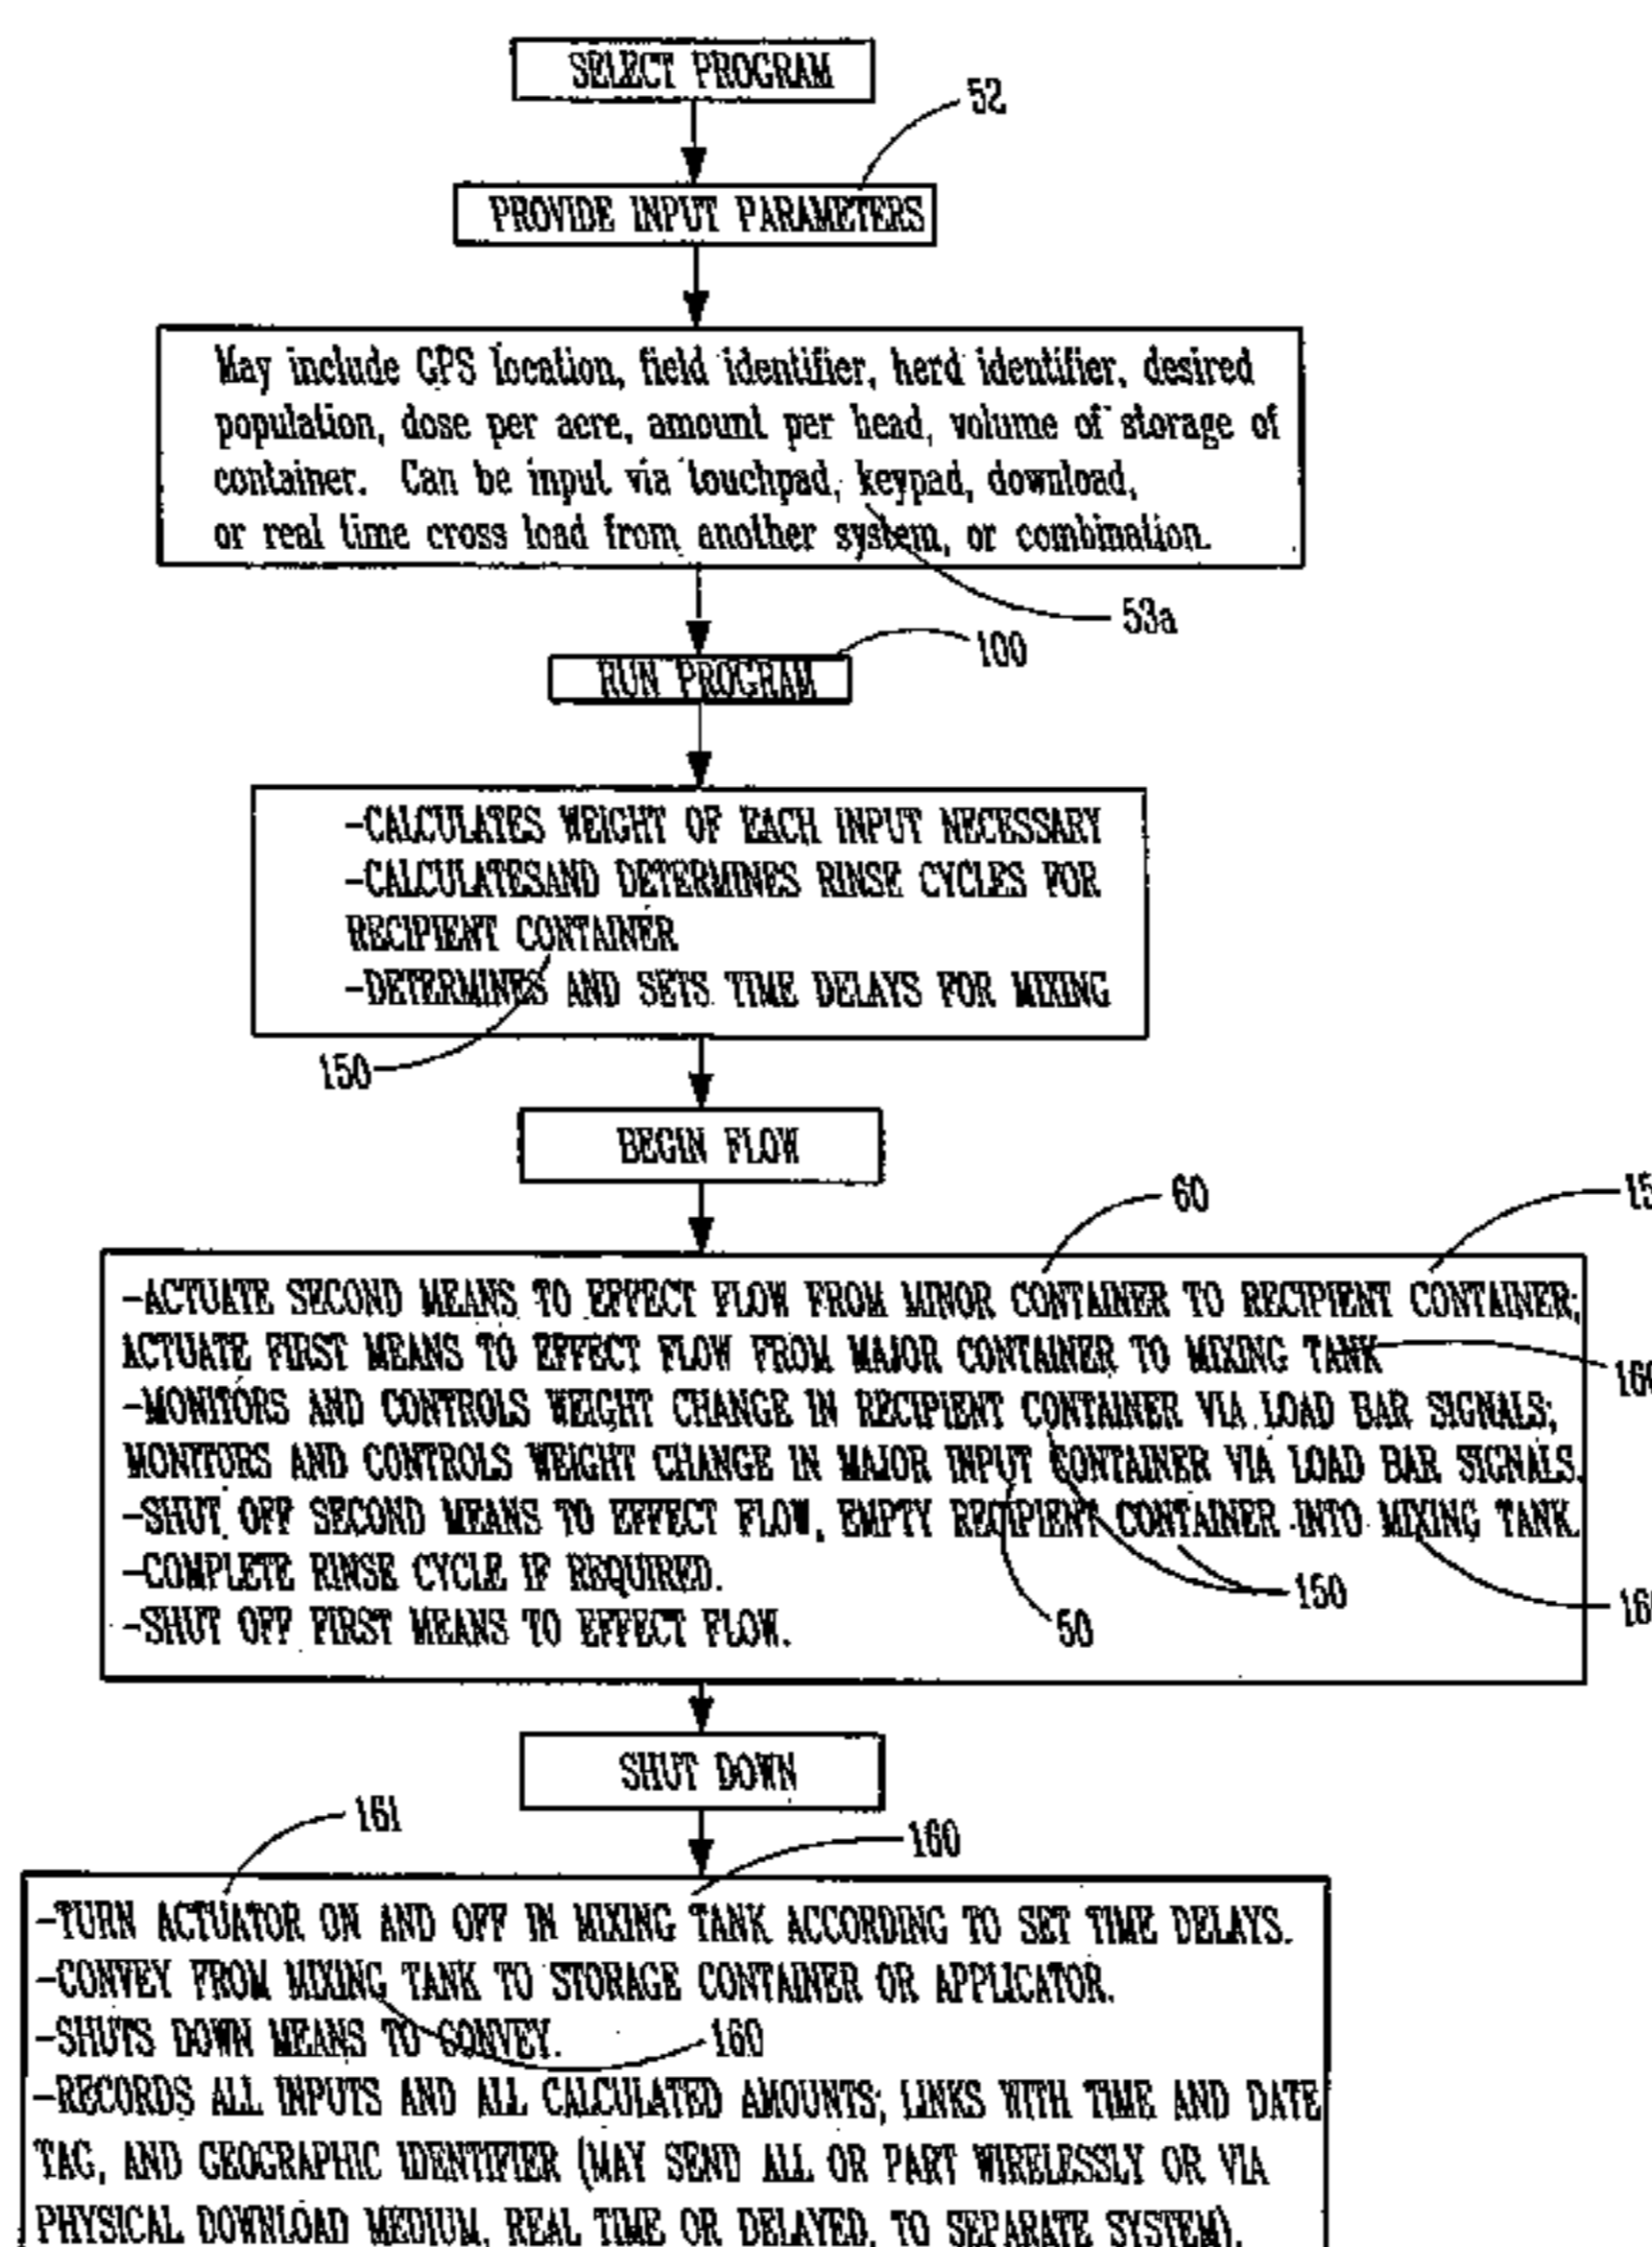 SELECT PROGRAM
52
PROVIDE INPUT PARAMETERS
May include GPS location, field identifier, herd identifier, desired
population, dose per acre, amount per head, volume of storage of
container. Can be input via touchpad, keypad, download,
or real time cross load from another system, or combination.
53a
100
RUN PROGRAM
-CALCULATES WEIGHT OF EACH INPUT NECESSARY
-CALCULATESAND DETERMINES RINSE CYCLES FOR
RECIPIENT CONTAINER
-DETERMINES AND SETS TIME DELAYS FOR MIXING
150
BEGIN FLOW
60
-ACTUATE SECOND MEANS TO EFFECT FLOW FROM MINOR CONTAINER TO RECIPIENT CONTAINER;
ACTUATE FIRST MEANS TO EFFECT FLOW FROM MAJOR CONTAINER TO MIXING TANK
-MONITORS AND CONTROLS WEIGHT CHANGE IN RECIPIENT CONTAINER VIA LOAD BAR SIGNALS;
MONITORS AND CONTROLS WEIGHT CHANGE IN MAJOR INPUT CONTAINER VIA LOAD BAR SIGNALS.
-SHUT OFF SECOND MEANS TO EFFECT FLOW, EMPTY RECIPIENT CONTAINER INTO MIXING TANK.
-COMPLETE RINSE CYCLE IF REQUIRED.
150
-SHUT OFF FIRST MEANS TO EFFECT FLOW.
50
SHUT DOWN
161
160
-TURN ACTUATOR ON AND OFF IN MIXING TANK ACCORDING TO SET TIME DELAYS.
-CONVEY FROM MIXING TANK TO STORAGE CONTAINER OR APPLICATOR.
-SHUTS DOWN MEANS TO CONVEY.
160
-RECORDS ALL INPUTS AND ALL CALCULATED AMOUNTS; LINKS WITH TIME AND DATE
TAG, AND GEOGRAPHIC IDENTIFIER (MAY SEND ALL OR PART WIRELESSLY OR VIA
PHYSICAL DOWNLOAD MEDIUM, REAL TIME OR DELAYED, TO SEPARATE SYSTEM).